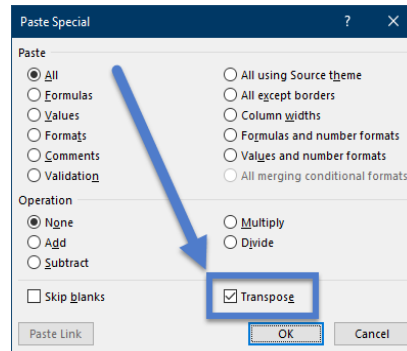 Paste Special ? X
Paste
All All using Source theme
Formulas All except borders
Values Column widths
Formats Formulas and number formats
Comments Values and number formats
Validation All merging conditional formats
Operation
None Multiply
Add Divide
Subtract
Skip blanks Transpose
Paste Link OK Cancel